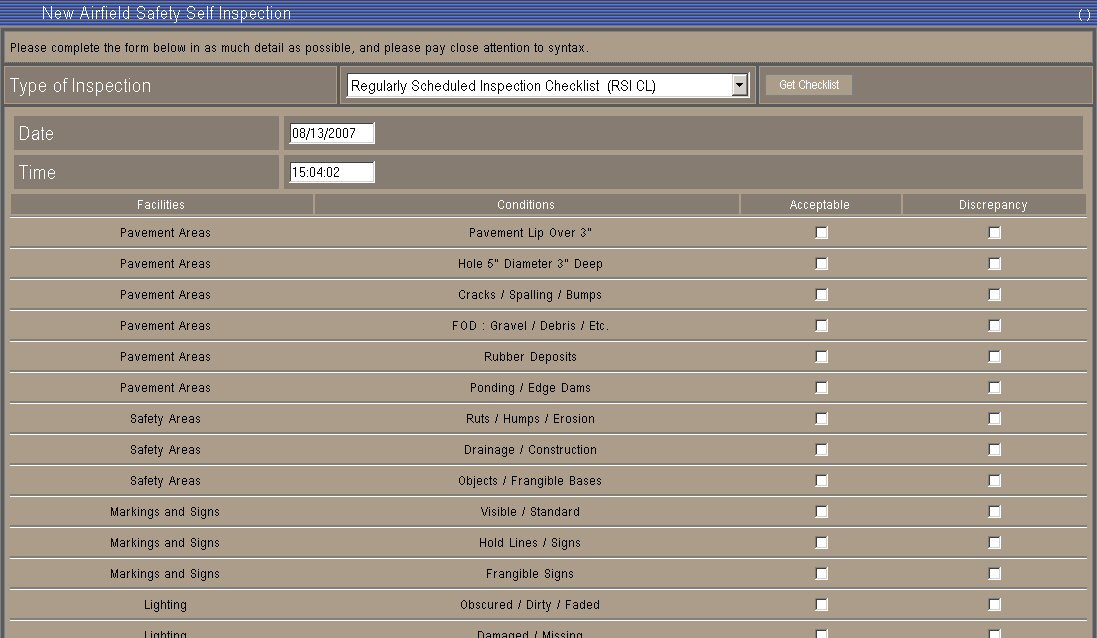 New Airfield Safety Self Inspection ()
Please complete the form below in as much detail as possible, and please pay close attention to syntax.
Type of Inspection Regularly Scheduled Inspection Checklist (RSI CL) Get Checklist
Date 08/13/2007
Time 15:04:02
Facilities Conditions Acceptable Discrepancy
Pavement Areas Pavement Lip Over 3"
Pavement Areas Hole 5" Diameter 3" Deep
Pavement Areas Cracks / Spalling / Bumps
Pavement Areas FOD : Gravel / Debris / Etc.
Pavement Areas Rubber Deposits
Pavement Areas Ponding / Edge Dams
Safety Areas Ruts / Humps / Erosion
Safety Areas Drainage / Construction
Safety Areas Objects / Frangible Bases
Markings and Signs Visible / Standard
Markings and Signs Hold Lines / Signs
Markings and Signs Frangible Signs
Lighting Obscured / Dirty / Faded
Lighting Damaged / Missing